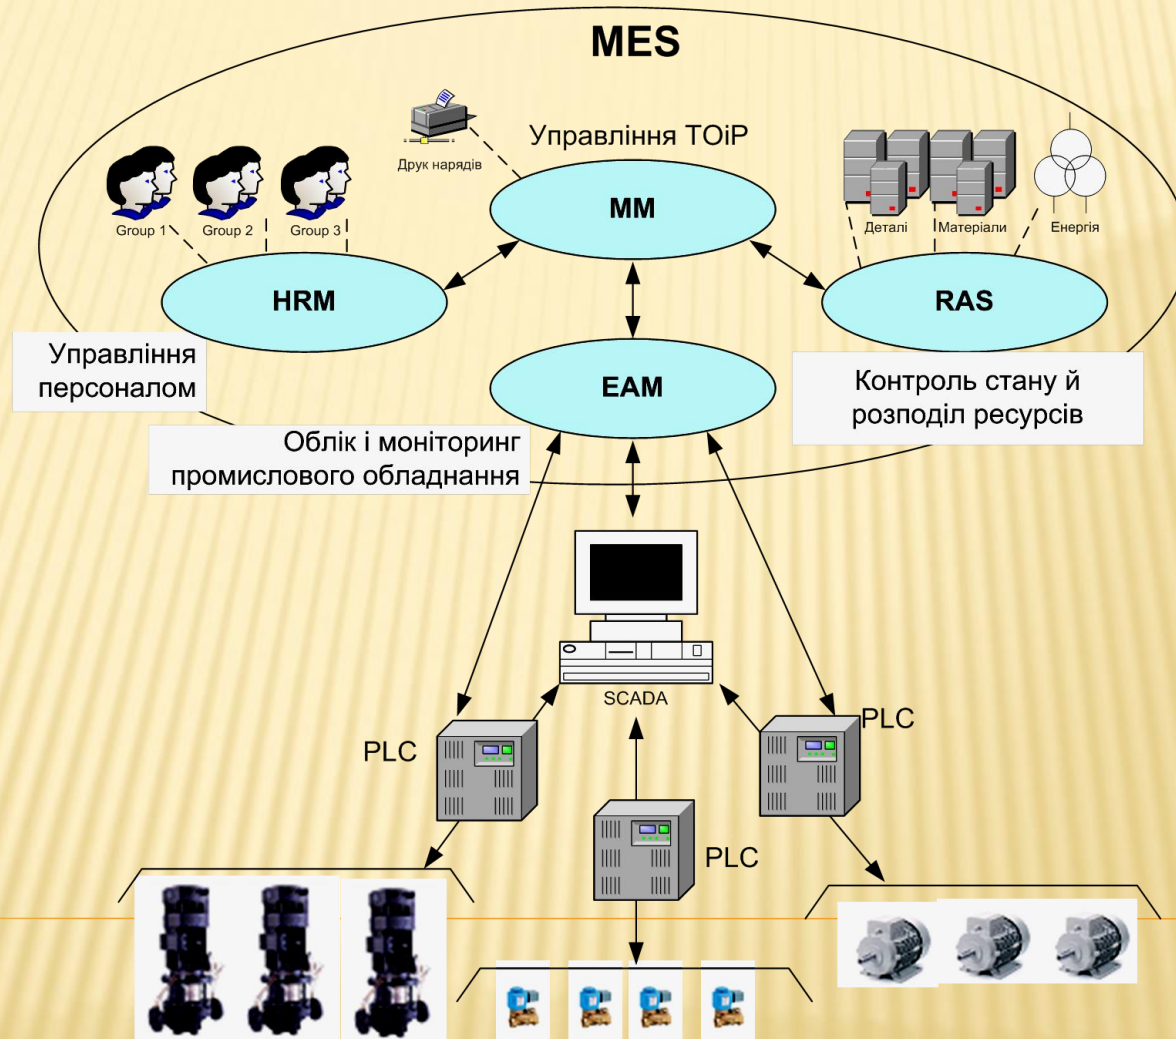 MES
Управління ТОіР
Друк нарядів
MM
Group 1
Group 2
Group 3
Деталі
Матеріали
Енергія
HRM
RAS
Управління
персоналом
EAM
Контроль стану й
розподіл ресурсів
Облік і моніторинг
промислового обладнання
SCADA
PLC
PLC
PLC